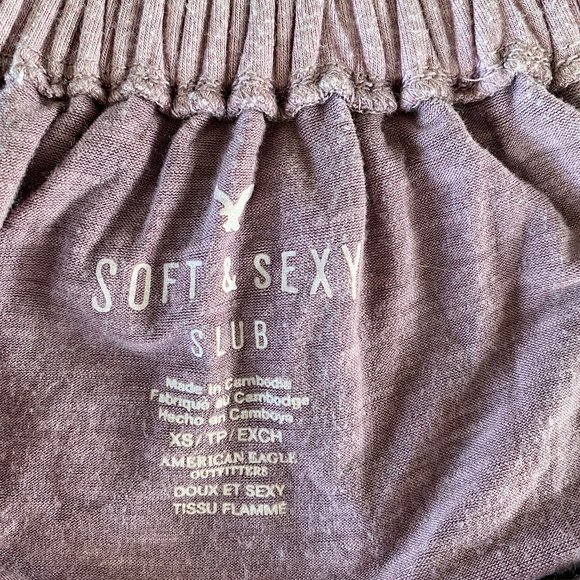 SOFT & SEXY
SLUB
Made in Cambodia
Fabriqué au Cambodge
Hecho en Camboya
XS/TP/EXCH
AMERICAN EAGLE
OUTFITTERS
DOUX ET SEXY
TISSU FLAMMÉ